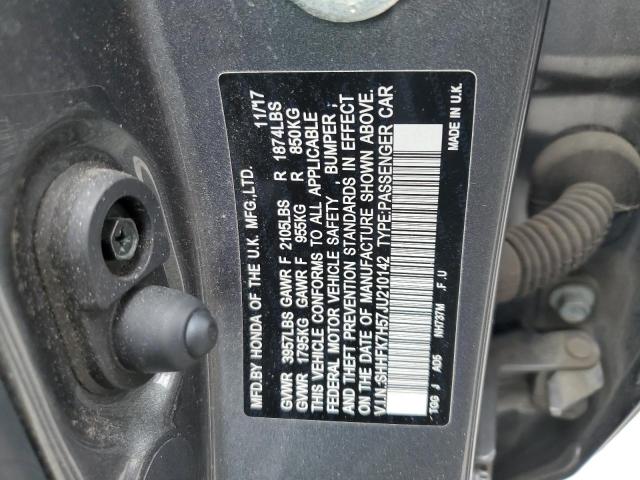 MFD.BY HONDA OF THE U.K. MFG.,LTD. 11/17
GVWR 3957LBS GAWR F 2105LBS R 1874LBS
GVWR 1795KG GAWR F 955KG R 850KG
THIS VEHICLE CONFORMS TO ALL APPLICABLE
FEDERAL MOTOR VEHICLE SAFETY , BUMPER ,
AND THEFT PREVENTION STANDARDS IN EFFECT
ON THE DATE OF MANUFACTURE SHOWN ABOVE.
V.I.N.:SHHFK7H57JU210142 TYPE:PASSENGER CAR
TGG J AO5 NH737M .F .U MADE IN U.K.